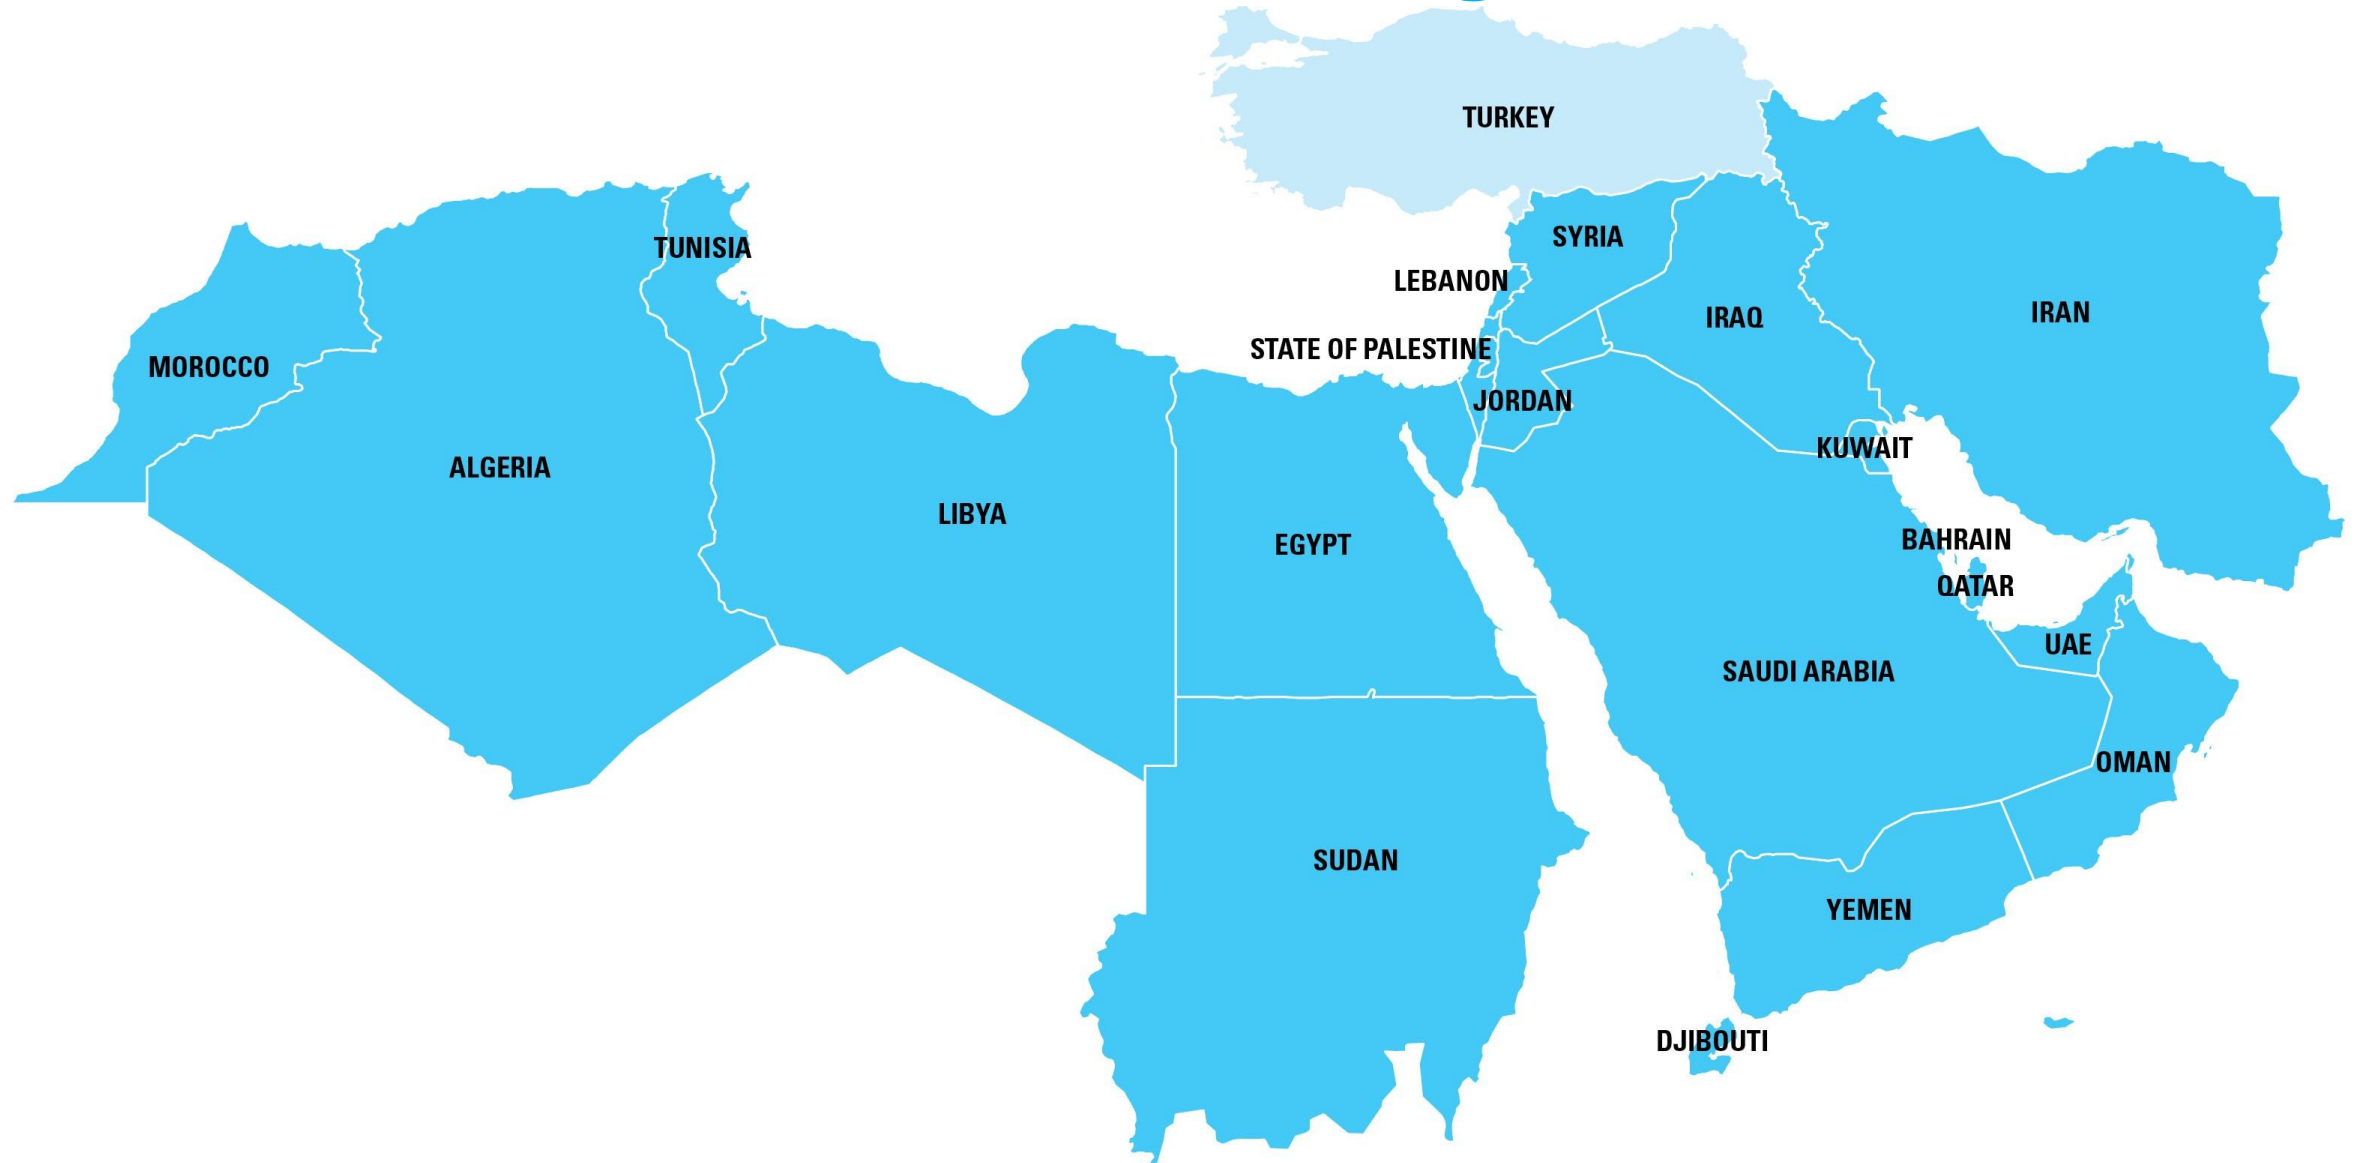 TURKEY
TUNISIA
SYRIA
LEBANON
IRAQ
IRAN
STATE OF PALESTINE
MOROCCO
JORDAN
KUWAIT
ALGERIA
LIBYA
EGYPT
BAHRAIN
QATAR
UAE
SAUDI ARABIA
OMAN
SUDAN
YEMEN
DJIBOUTI